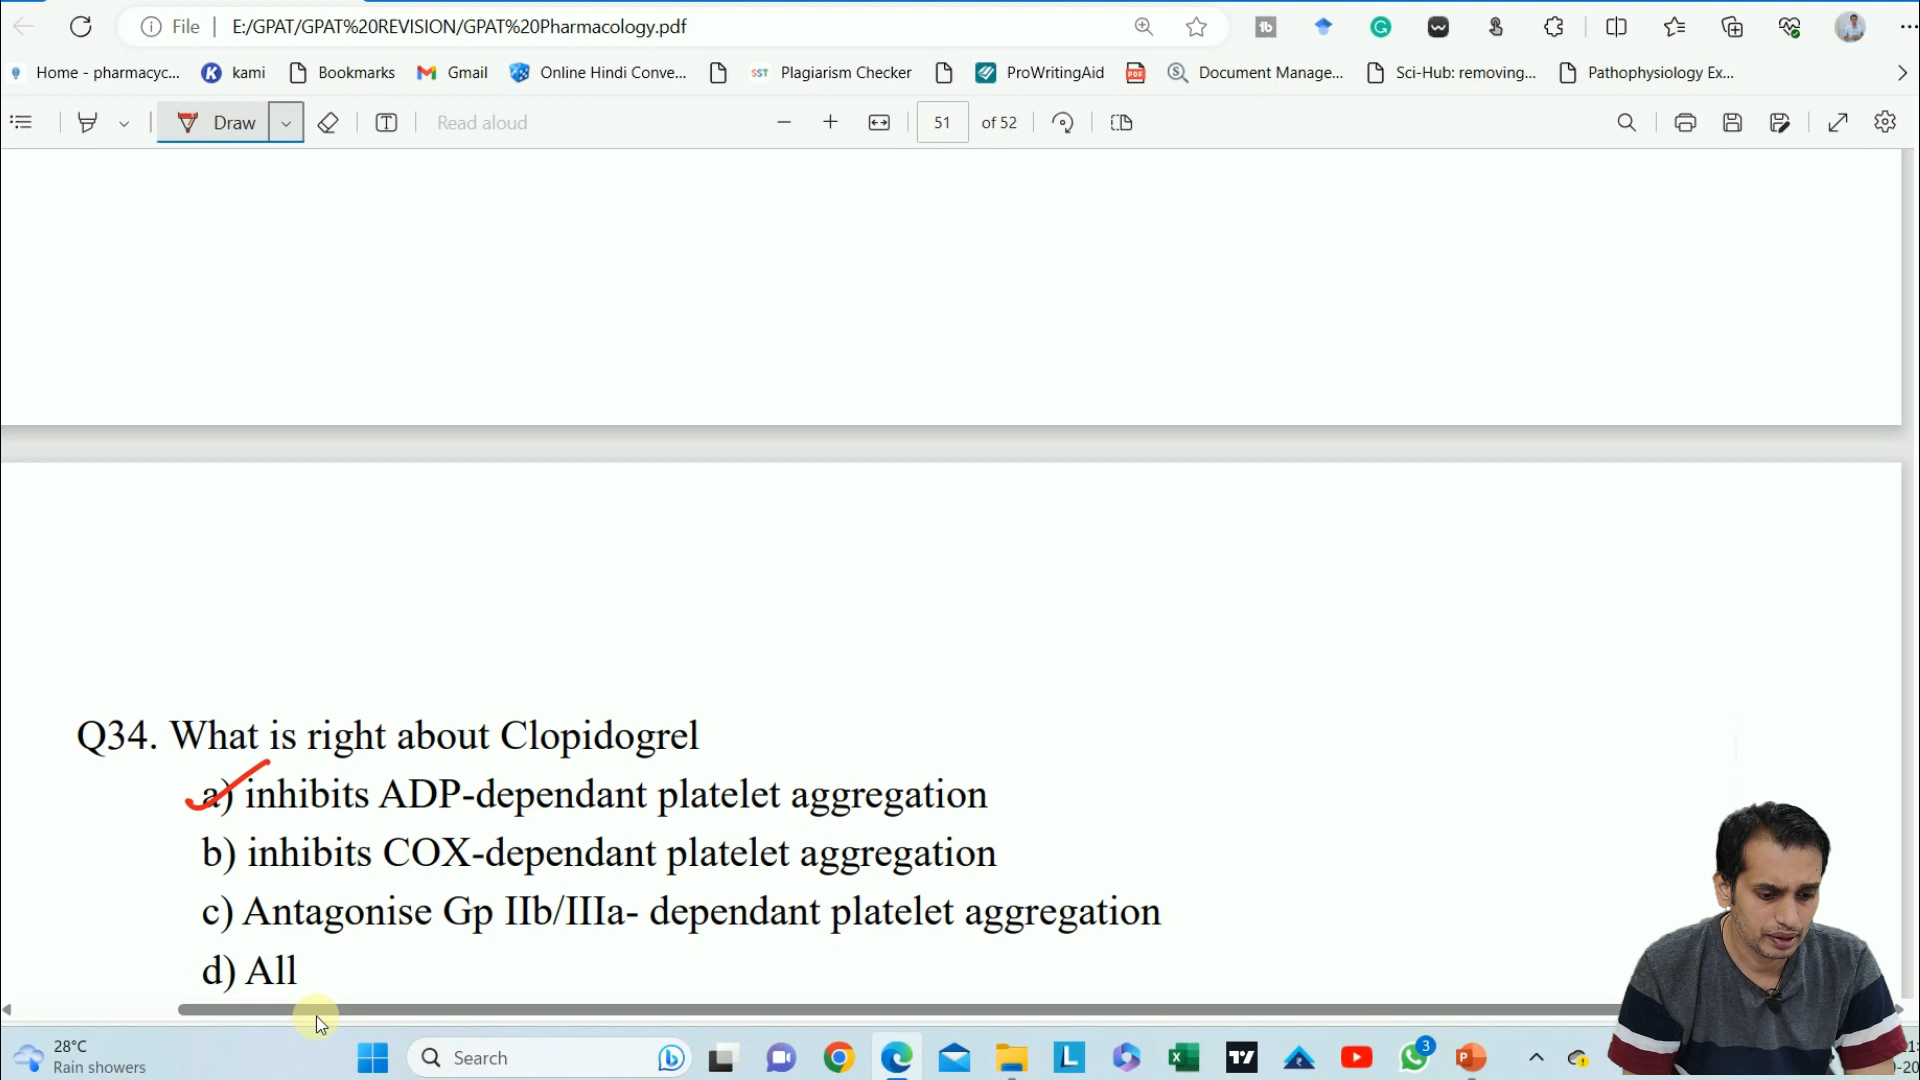 File
E:/GPAT/GPAT%20REVISION/GPAT%20Pharmacology.pdf
Home - pharmacyc...
kami
Bookmarks
Gmail
Online Hindi Conve...
SST
Plagiarism Checker
ProWritingAid
PDF
Document Manage...
Sci-Hub: removing...
Pathophysiology Ex...
Draw
Read aloud
51 of 52
Q34. What is right about Clopidogrel
a) inhibits ADP-dependant platelet aggregation
b) inhibits COX-dependant platelet aggregation
c) Antagonise Gp IIb/IIIa- dependant platelet aggregation
d) All
28°C
Rain showers
Search
3